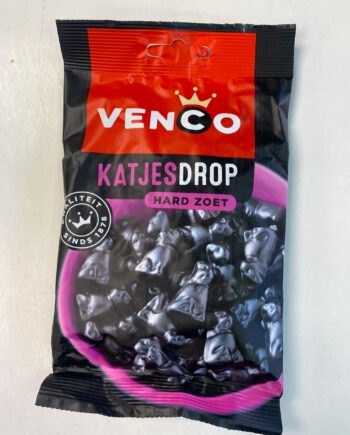 VENCO
KATJESDROP
HARD ZOET
KWALITEIT
SINDS 1878